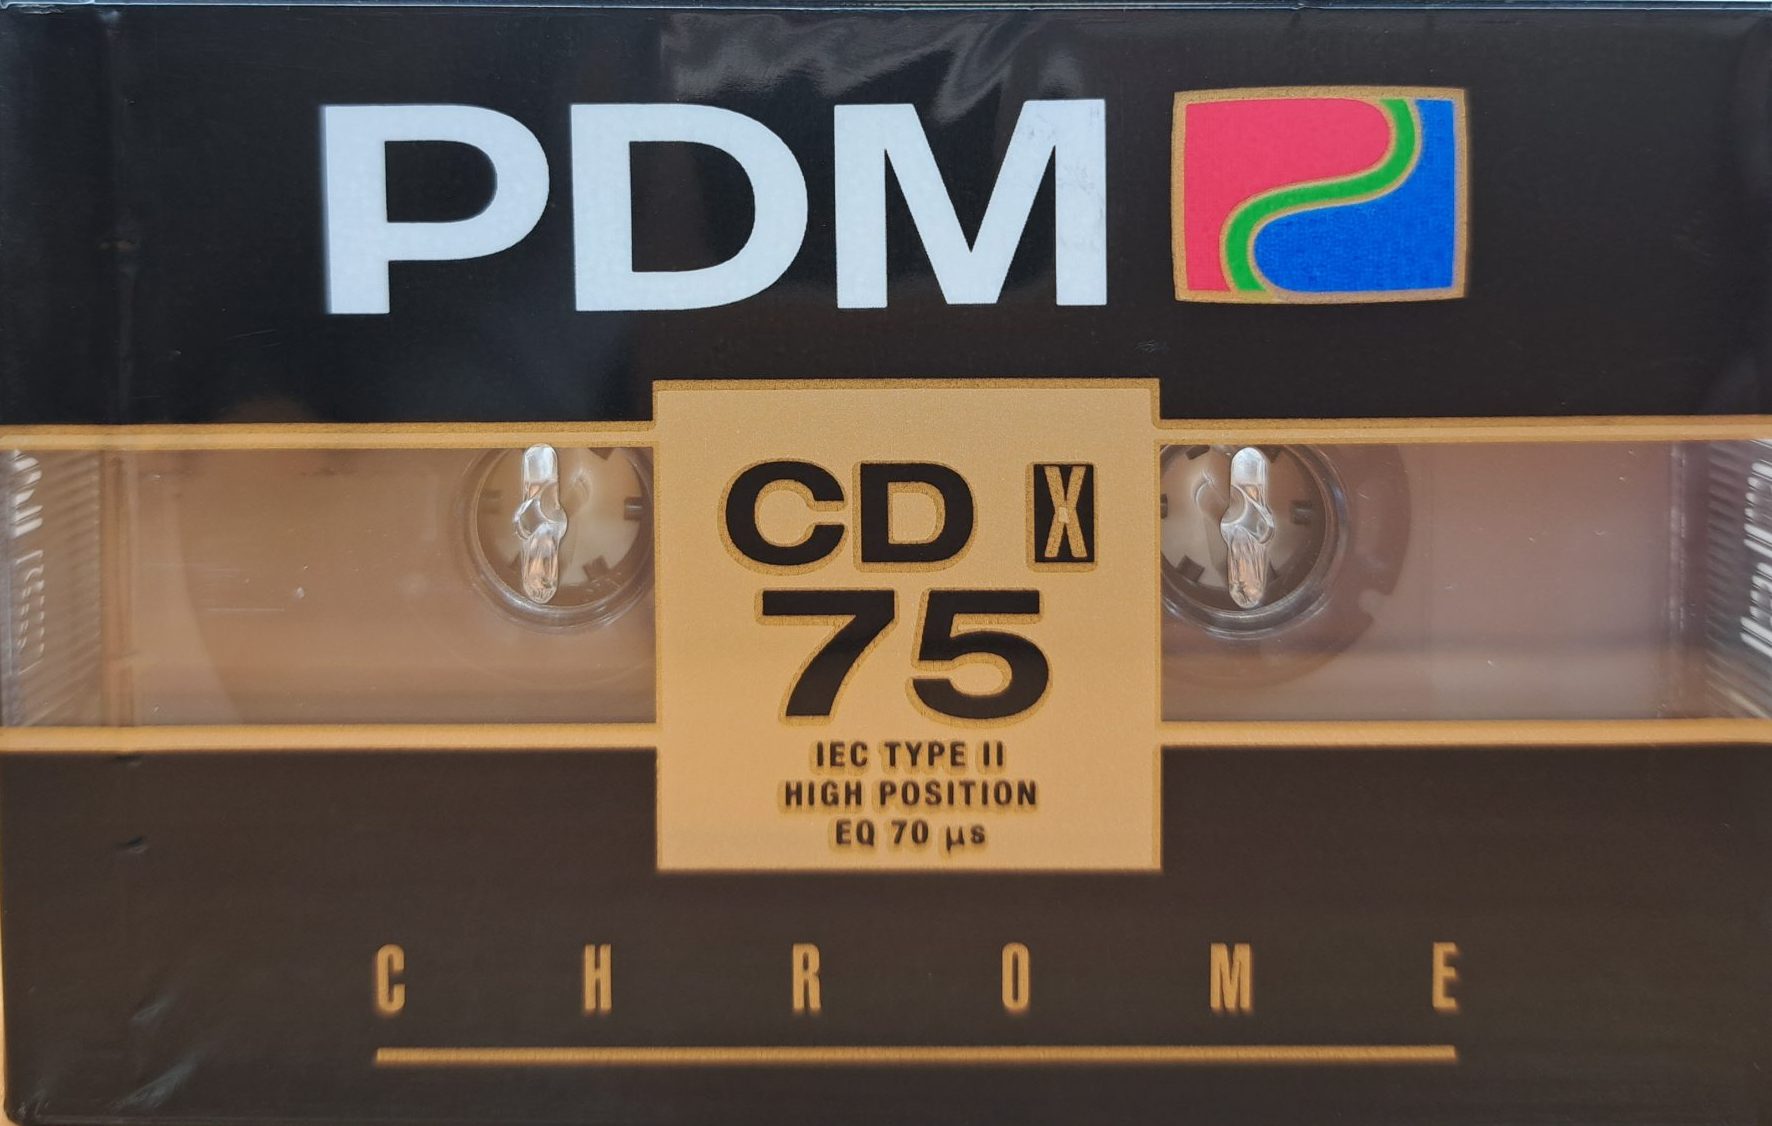 PDM
CD X
75
IEC TYPE II
HIGH POSITION
EQ 70 µs
CHROME